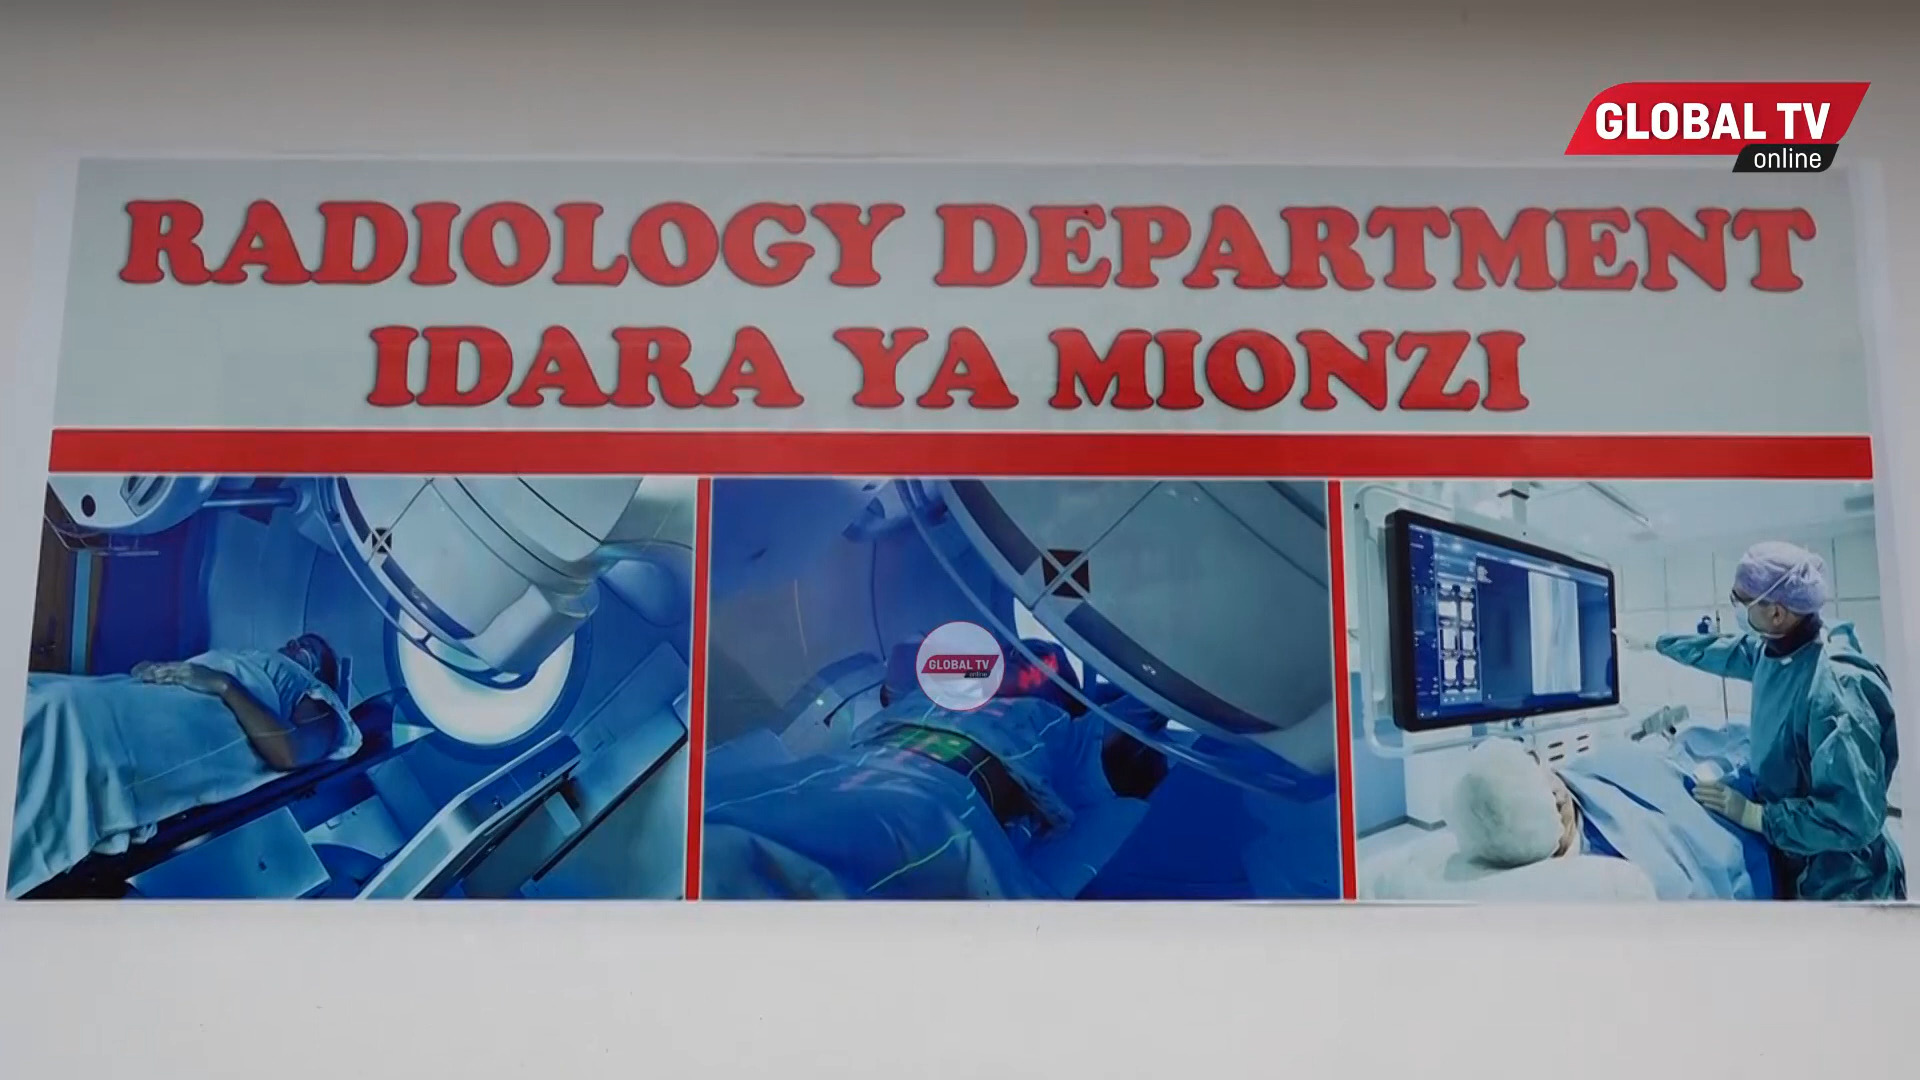 GLOBAL TV
online
RADIOLOGY DEPARTMENT
IDARA YA MIONZI
GLOBAL TV
online